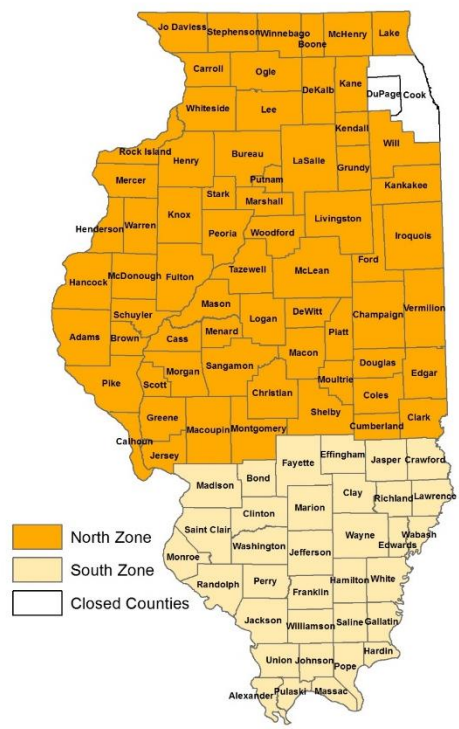 Jo Daviess
Stephenson
Winnebago
Boone
McHenry
Lake
Carroll
Ogle
DeKalb
Kane
DuPage
Cook
Whiteside
Lee
Kendall
Will
Rock Island
Henry
Bureau
LaSalle
Grundy
Mercer
Putnam
Kankakee
Stark
Marshall
Henderson
Warren
Knox
Peoria
Woodford
Livingston
Iroquois
Ford
Hancock
McDonough
Fulton
Tazewell
McLean
Mason
Schuyler
Logan
DeWitt
Champaign
Vermilion
Adams
Brown
Cass
Menard
Piatt
Macon
Sangamon
Douglas
Edgar
Pike
Scott
Morgan
Christian
Moultrie
Coles
Greene
Shelby
Clark
Calhoun
Macoupin
Montgomery
Cumberland
Jersey
Effingham
Jasper
Crawford
Fayette
Madison
Bond
Clay
Richland
Lawrence
Clinton
Marion
Saint Clair
Wayne
Wabash
Edwards
Washington
Jefferson
Monroe
Randolph
Perry
Hamilton
White
Franklin
Jackson
Williamson
Saline
Gallatin
Hardin
Union
Johnson
Pope
Alexander
Pulaski
Massac
North Zone
South Zone
Closed Counties